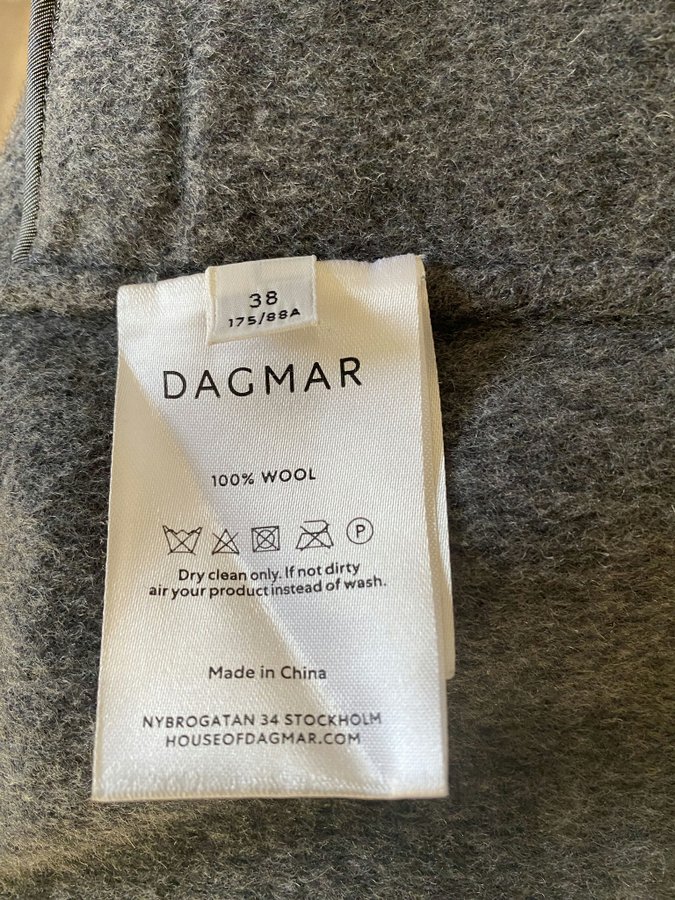 38
175/88A
DAGMAR
100% WOOL
P
Dry clean only. If not dirty
air your product instead of wash.
Made in China
NYBROGATAN 34 STOCKHOLM
HOUSEOFDAGMAR.COM